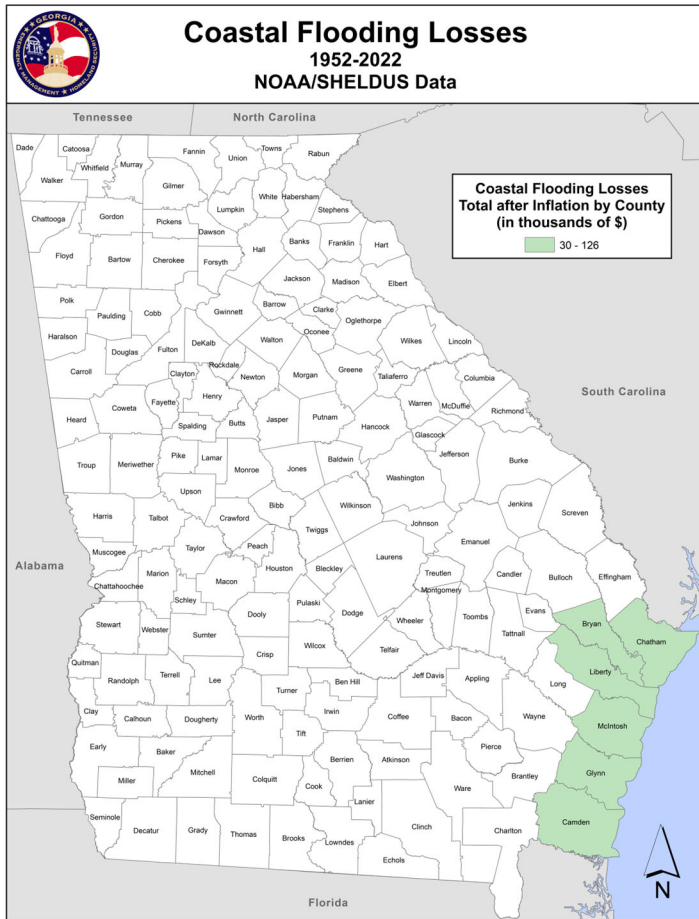 GEORGIA
EMERGENCY MANAGEMENT
HOMELAND SECURITY
Coastal Flooding Losses
1952-2022
NOAA/SHELDUS Data
Tennessee
North Carolina
Dade
Catoosa
Whitfield
Murray
Fannin
Union
Towns
Rabun
Walker
Gilmer
White
Habersham
Lumpkin
Stephens
Chattooga
Gordon
Pickens
Dawson
Banks
Franklin
Hart
Hall
Floyd
Bartow
Cherokee
Forsyth
Jackson
Madison
Elbert
Coastal Flooding Losses
Total after Inflation by County
(in thousands of $)
30 - 126
Polk
Paulding
Cobb
Gwinnett
Barrow
Clarke
Oconee
Oglethorpe
Haralson
Douglas
Fulton
DeKalb
Walton
Wilkes
Lincoln
Carroll
Clayton
Rockdale
Newton
Morgan
Greene
Taliaferro
Columbia
South Carolina
Heard
Coweta
Fayette
Henry
Spalding
Butts
Jasper
Putnam
Hancock
Warren
McDuffie
Richmond
Glascock
Troup
Meriwether
Pike
Lamar
Monroe
Jones
Baldwin
Washington
Jefferson
Burke
Upson
Bibb
Wilkinson
Jenkins
Screven
Harris
Talbot
Crawford
Twiggs
Johnson
Emanuel
Alabama
Muscogee
Taylor
Peach
Houston
Bleckley
Laurens
Treutlen
Candler
Bulloch
Effingham
Chattahoochee
Marion
Macon
Schley
Pulaski
Dodge
Montgomery
Wheeler
Toombs
Evans
Tattnall
Bryan
Chatham
Stewart
Webster
Sumter
Dooly
Wilcox
Telfair
Liberty
Quitman
Randolph
Terrell
Lee
Crisp
Ben Hill
Jeff Davis
Appling
Long
Turner
Irwin
Coffee
Bacon
Wayne
McIntosh
Clay
Calhoun
Dougherty
Worth
Tift
Pierce
Early
Baker
Mitchell
Berrien
Atkinson
Brantley
Glynn
Miller
Colquitt
Cook
Lanier
Ware
Camden
Seminole
Decatur
Grady
Thomas
Brooks
Lowndes
Clinch
Echols
Charlton
N
Florida